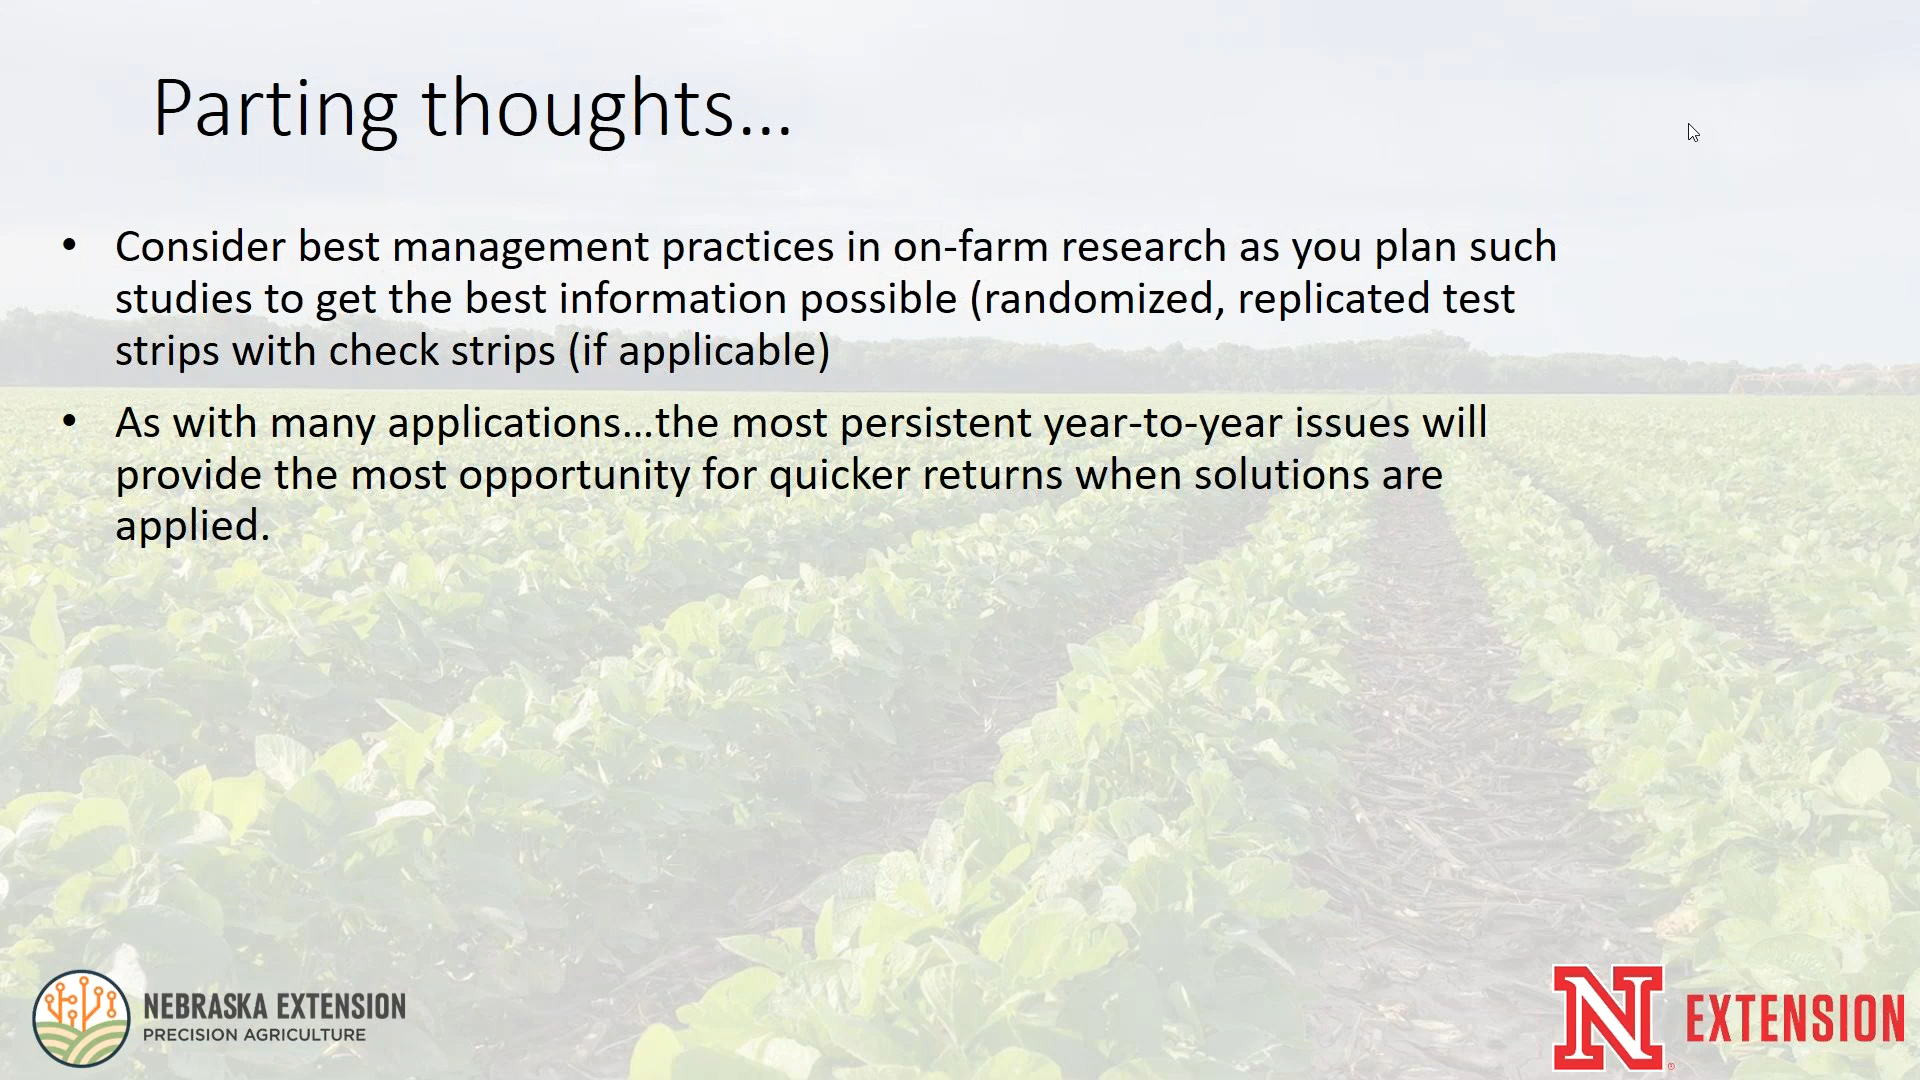 Parting thoughts…
• Consider best management practices in on-farm research as you plan such
studies to get the best information possible (randomized, replicated test
strips with check strips (if applicable)
• As with many applications…the most persistent year-to-year issues will
provide the most opportunity for quicker returns when solutions are
applied.
NEBRASKA EXTENSION
PRECISION AGRICULTURE
N ®
EXTENSION